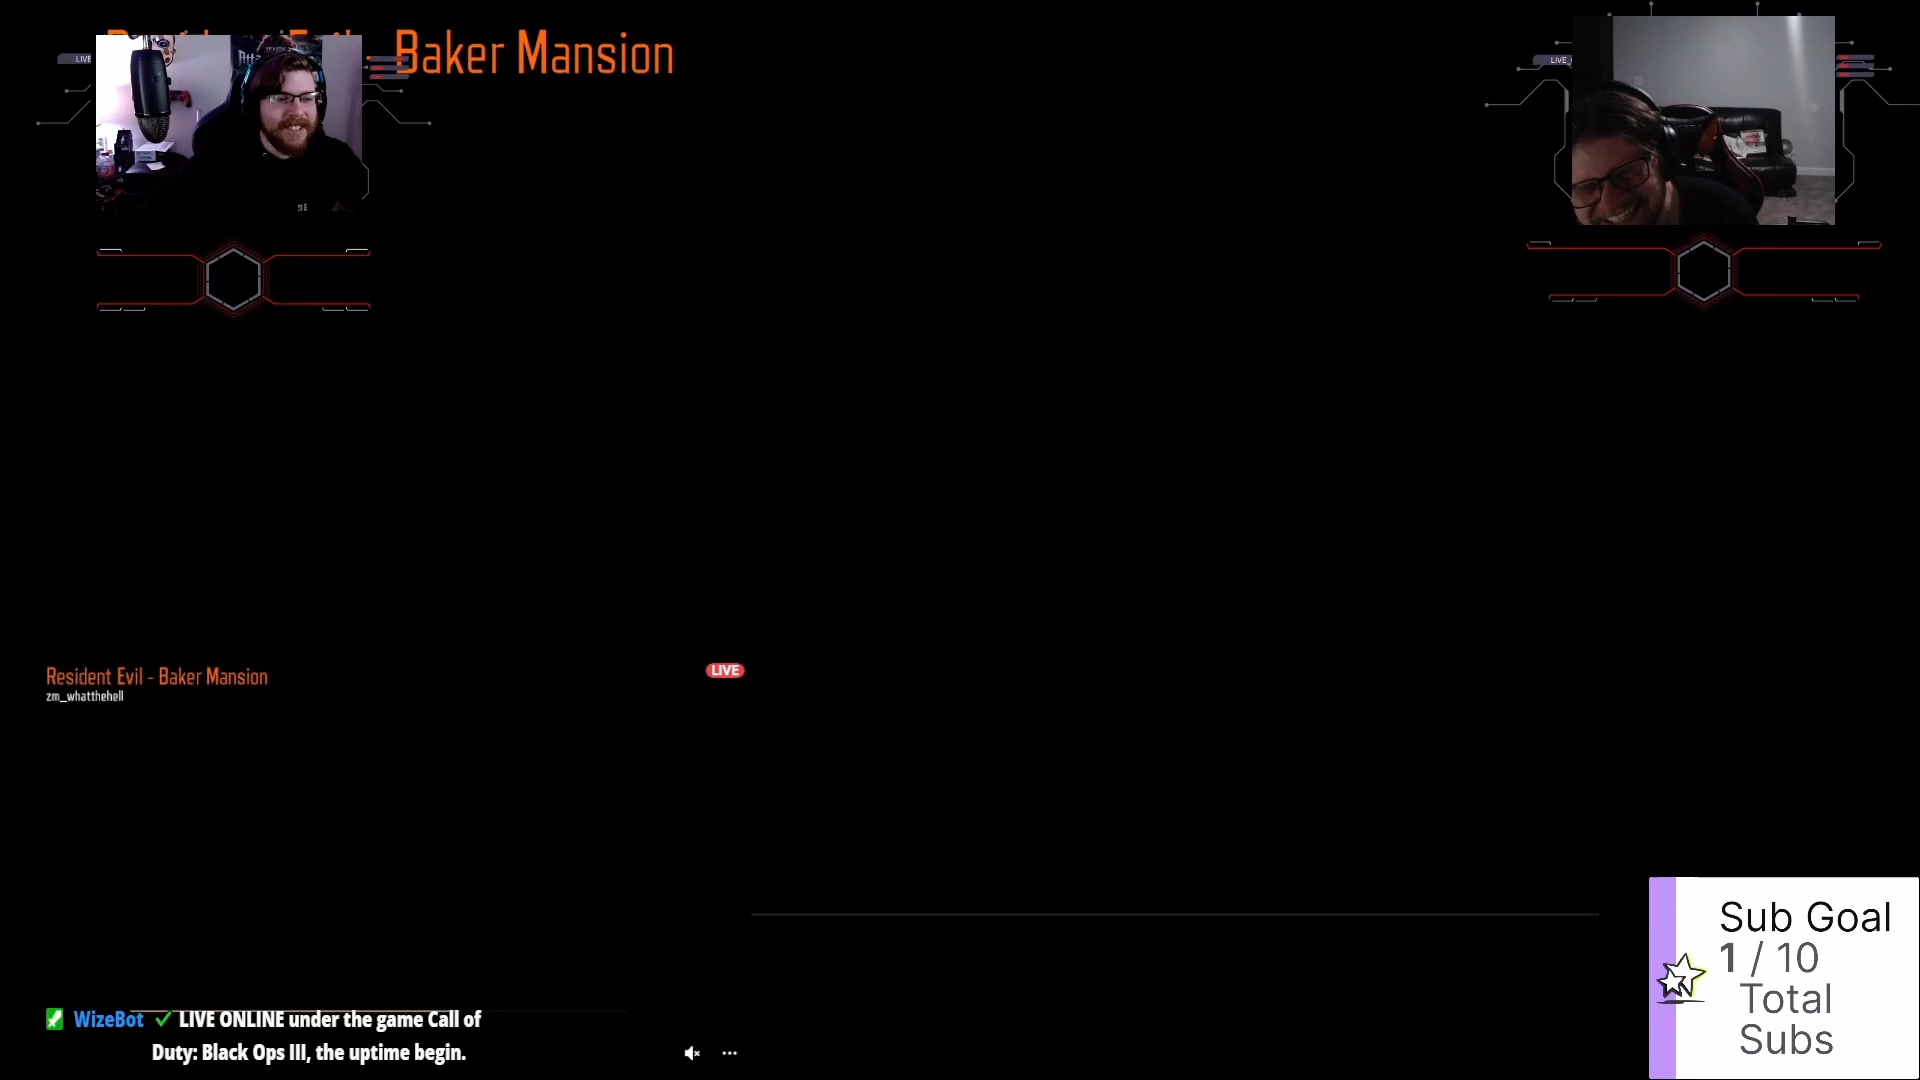 Baker Mansion
LIVE
LIVE
Resident Evil - Baker Mansion
LIVE
zm_whatthehell
Sub Goal
1 / 10
Total
Subs
WizeBot LIVE ONLINE under the game Call of
Duty: Black Ops III, the uptime begin.